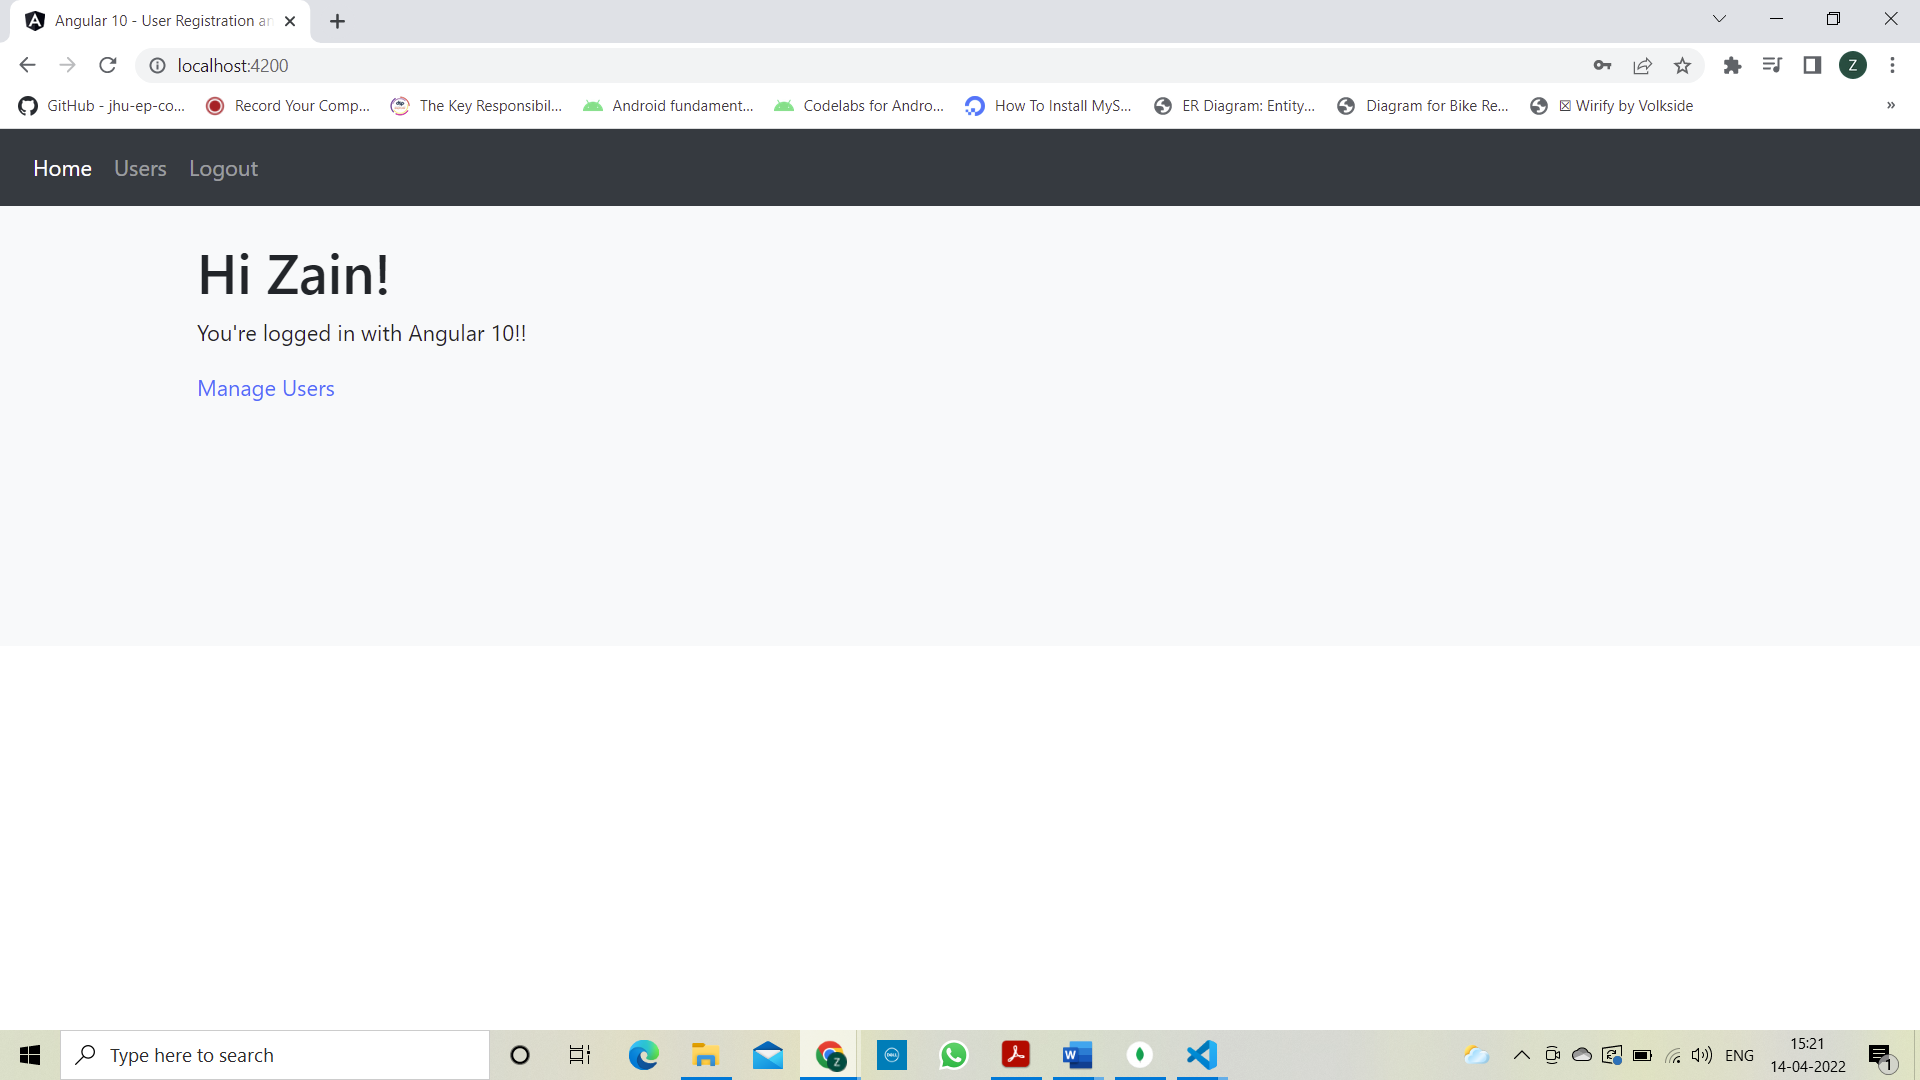 Angular 10 - User Registration an
localhost:4200
Z
GitHub - jhu-ep-co... Record Your Comp... The Key Responsibil... Android fundament... Codelabs for Andro... How To Install MyS... ER Diagram: Entity... Diagram for Bike Re... Wirify by Volkside »
Home Users Logout
Hi Zain!
You're logged in with Angular 10!!
Manage Users
Type here to search
ENG
15:21
14-04-2022
1